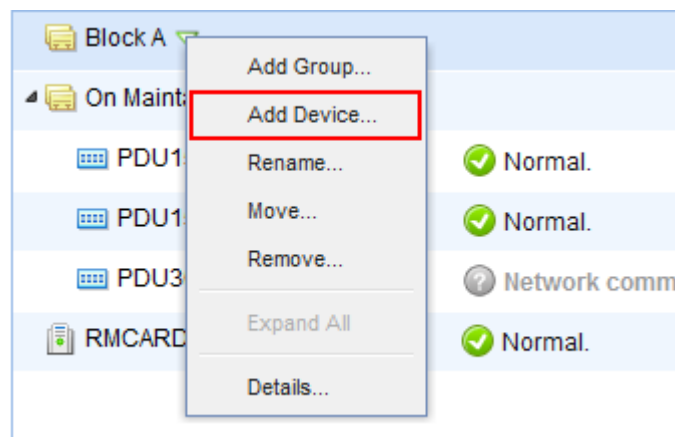 Block A
Add Group...
On Mainta
Add Device...
PDU1
Rename...
Normal.
PDU1
Move...
Normal.
Remove...
PDU3
Network comm
Expand All
RMCARD
Normal.
Details...